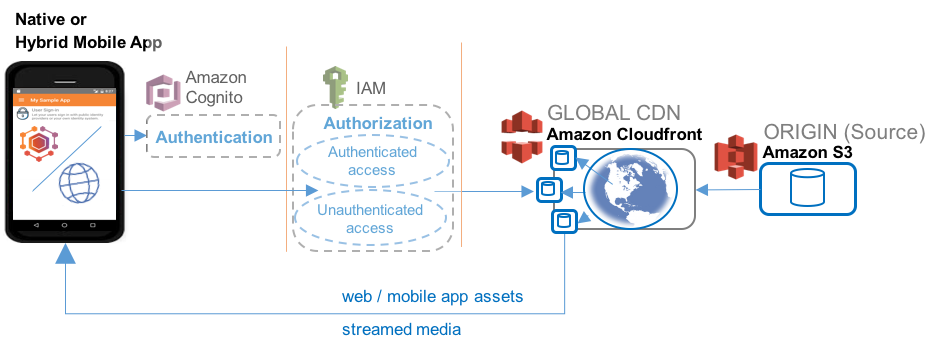 Native or
Hybrid Mobile App
My Sample App
User Sign-in
Amazon
Cognito
Authentication
IAM
Authorization
Authenticated
access
Unauthenticated
access
GLOBAL CDN
Amazon Cloudfront
ORIGIN (Source)
Amazon S3
web / mobile app assets
streamed media